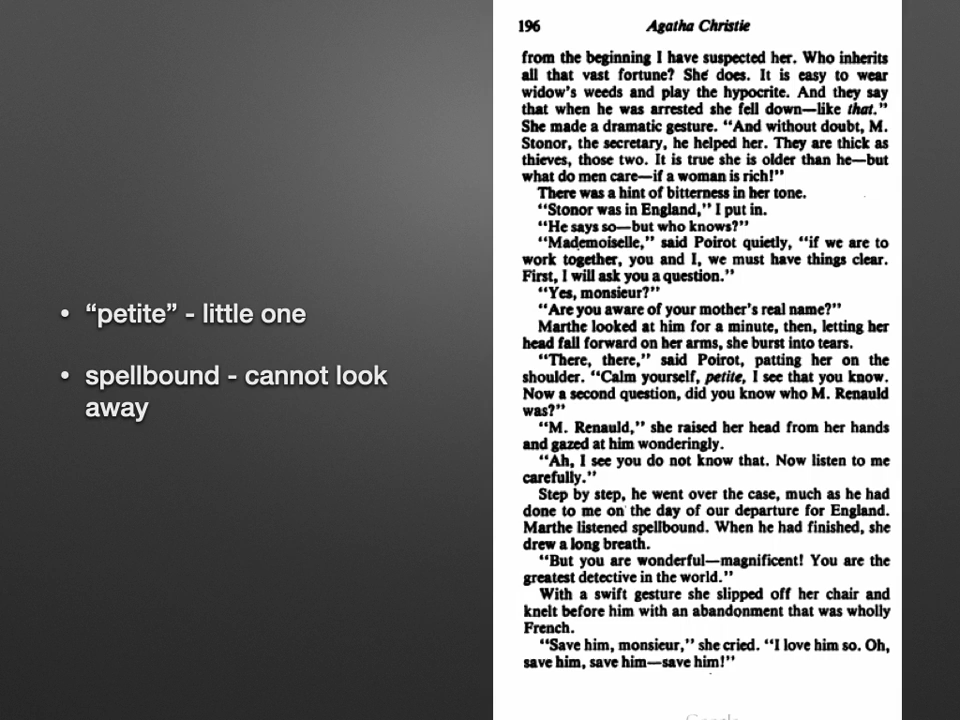 • “petite” - little one
• spellbound - cannot look
away
196 Agatha Christie
from the beginning I have suspected her. Who inherits
all that vast fortune? She does. It is easy to wear
widow's weeds and play the hypocrite. And they say
that when he was arrested she fell down—like that.”
She made a dramatic gesture. “And without doubt, M.
Stonor, the secretary, he helped her. They are thick as
thieves, those two. It is true she is older than he—but
what do men care—if a woman is rich!”
There was a hint of bitterness in her tone.
“Stonor was in England,” I put in.
“He says so—but who knows?”
“Mademoiselle,” said Poirot quietly, “if we are to
work together, you and I, we must have things clear.
First, I will ask you a question.”
“Yes, monsieur?”
“Are you aware of your mother's real name?”
Marthe looked at him for a minute, then, letting her
head fall forward on her arms, she burst into tears.
“There, there,” said Poirot, patting her on the
shoulder. “Calm yourself, petite, I see that you know.
Now a second question, did you know who M. Renauld
was?”
“M. Renauld,” she raised her head from her hands
and gazed at him wonderingly.
“Ah, I see you do not know that. Now listen to me
carefully.”
Step by step, he went over the case, much as he had
done to me on the day of our departure for England.
Marthe listened spellbound. When he had finished, she
drew a long breath.
“But you are wonderful—magnificent! You are the
greatest detective in the world.”
With a swift gesture she slipped off her chair and
knelt before him with an abandonment that was wholly
French.
“Save him, monsieur,” she cried. “I love him so. Oh,
save him, save him—save him!”